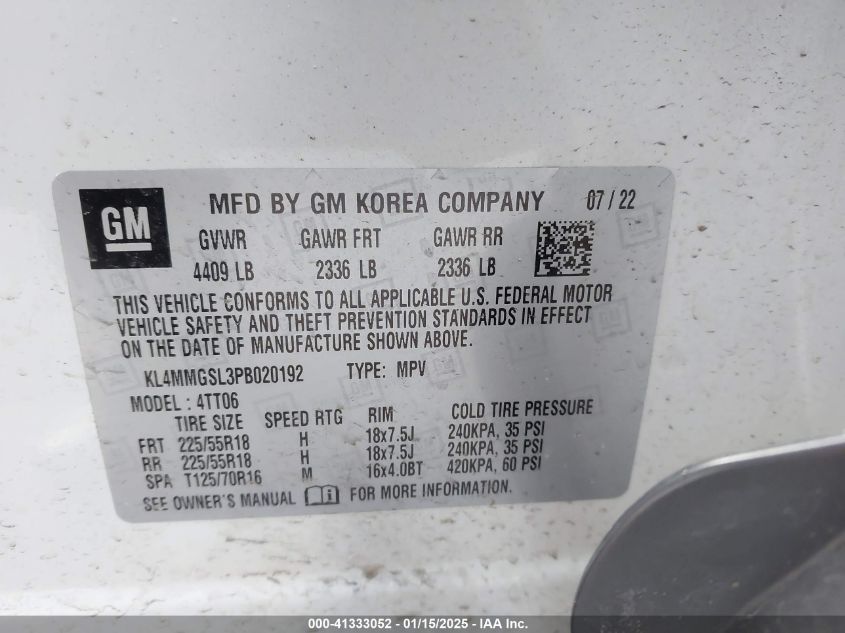 GM
MFD BY GM KOREA COMPANY 07 / 22
GVWR GAWR FRT GAWR RR
4409 LB 2336 LB 2336 LB
THIS VEHICLE CONFORMS TO ALL APPLICABLE U.S. FEDERAL MOTOR
VEHICLE SAFETY AND THEFT PREVENTION STANDARDS IN EFFECT
ON THE DATE OF MANUFACTURE SHOWN ABOVE.
KL4MMGSL3PB020192 TYPE: MPV
MODEL : 4TT06
TIRE SIZE SPEED RTG RIM COLD TIRE PRESSURE
FRT 225/55R18 H 18x7.5J 240KPA, 35 PSI
RR 225/55R18 H 18x7.5J 240KPA, 35 PSI
SPA T125/70R16 M 16x4.0BT 420KPA, 60 PSI
SEE OWNER'S MANUAL FOR MORE INFORMATION.
000-41333052 - 01/15/2025 - IAA Inc.